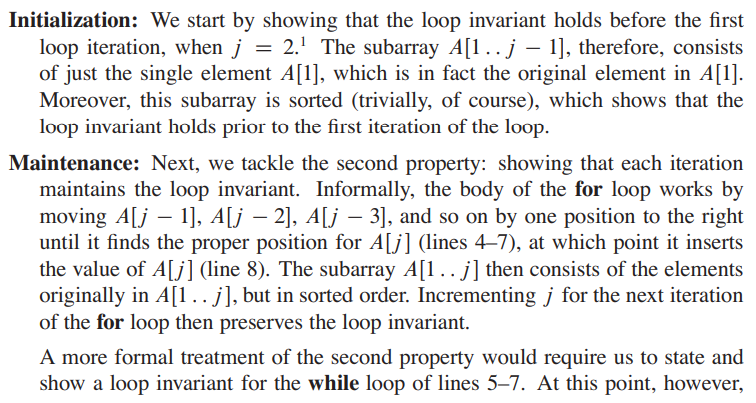 Initialization: We start by showing that the loop invariant holds before the first
loop iteration, when j = 2.¹ The subarray A[1 . . j − 1], therefore, consists
of just the single element A[1], which is in fact the original element in A[1].
Moreover, this subarray is sorted (trivially, of course), which shows that the
loop invariant holds prior to the first iteration of the loop.
Maintenance: Next, we tackle the second property: showing that each iteration
maintains the loop invariant. Informally, the body of the for loop works by
moving A[j − 1], A[j − 2], A[j − 3], and so on by one position to the right
until it finds the proper position for A[j] (lines 4–7), at which point it inserts
the value of A[j] (line 8). The subarray A[1 . . j] then consists of the elements
originally in A[1 . . j], but in sorted order. Incrementing j for the next iteration
of the for loop then preserves the loop invariant.
A more formal treatment of the second property would require us to state and
show a loop invariant for the while loop of lines 5–7. At this point, however,